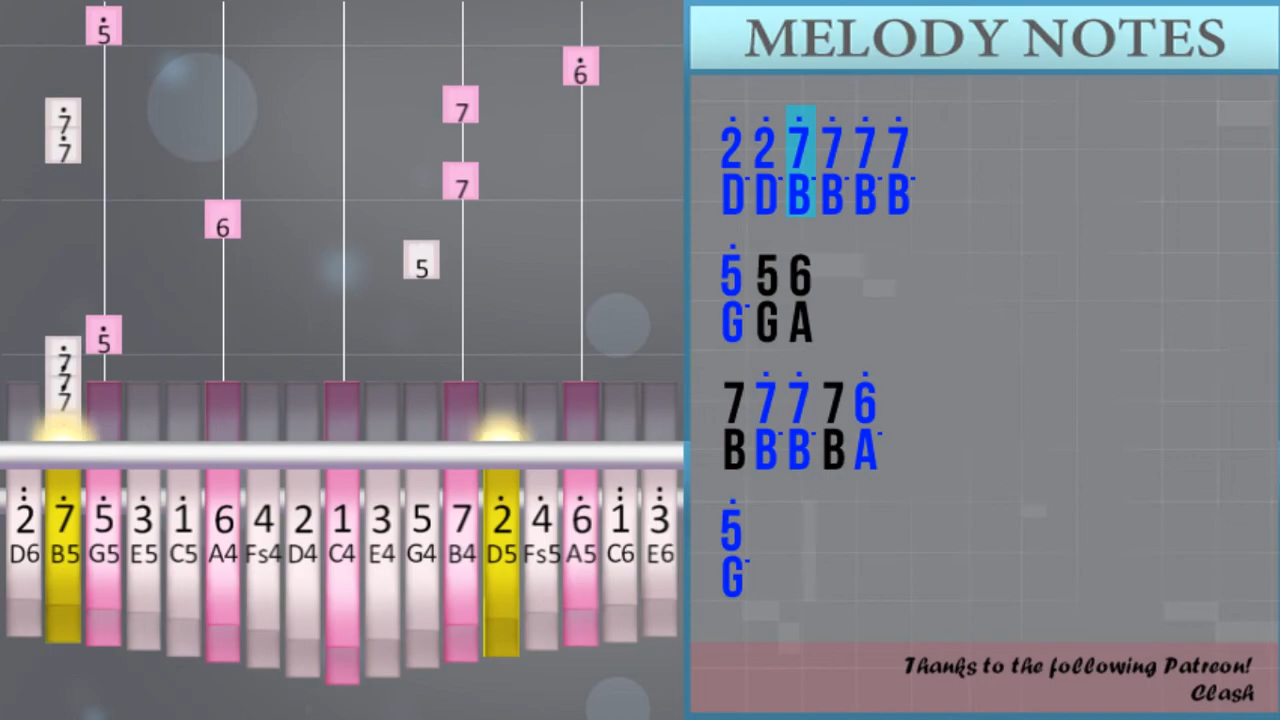 5̇
6̇
7
7̇
7̇
7
6
5
5̇
7̇
7̇
7
2̈ 7̇ 5̇ 3̇ 1̇ 6 4 2 1 3 5 7 2̇ 4̇ 6̇ 1̈ 3̈
D6 B5 G5 E5 C5 A4 Fs4 D4 C4 E4 G4 B4 D5 Fs5 A5 C6 E6
MELODY NOTES
2̇ 2̇ 7̇ 7̇ 7̇ 7̇
D˙ D˙ B˙ B˙ B˙ B˙
5̇ 5 6
G˙ G A
7 7̇ 7̇ 7 6̇
B B˙ B˙ B A˙
5̇
G˙
Thanks to the following Patreon!
Clash